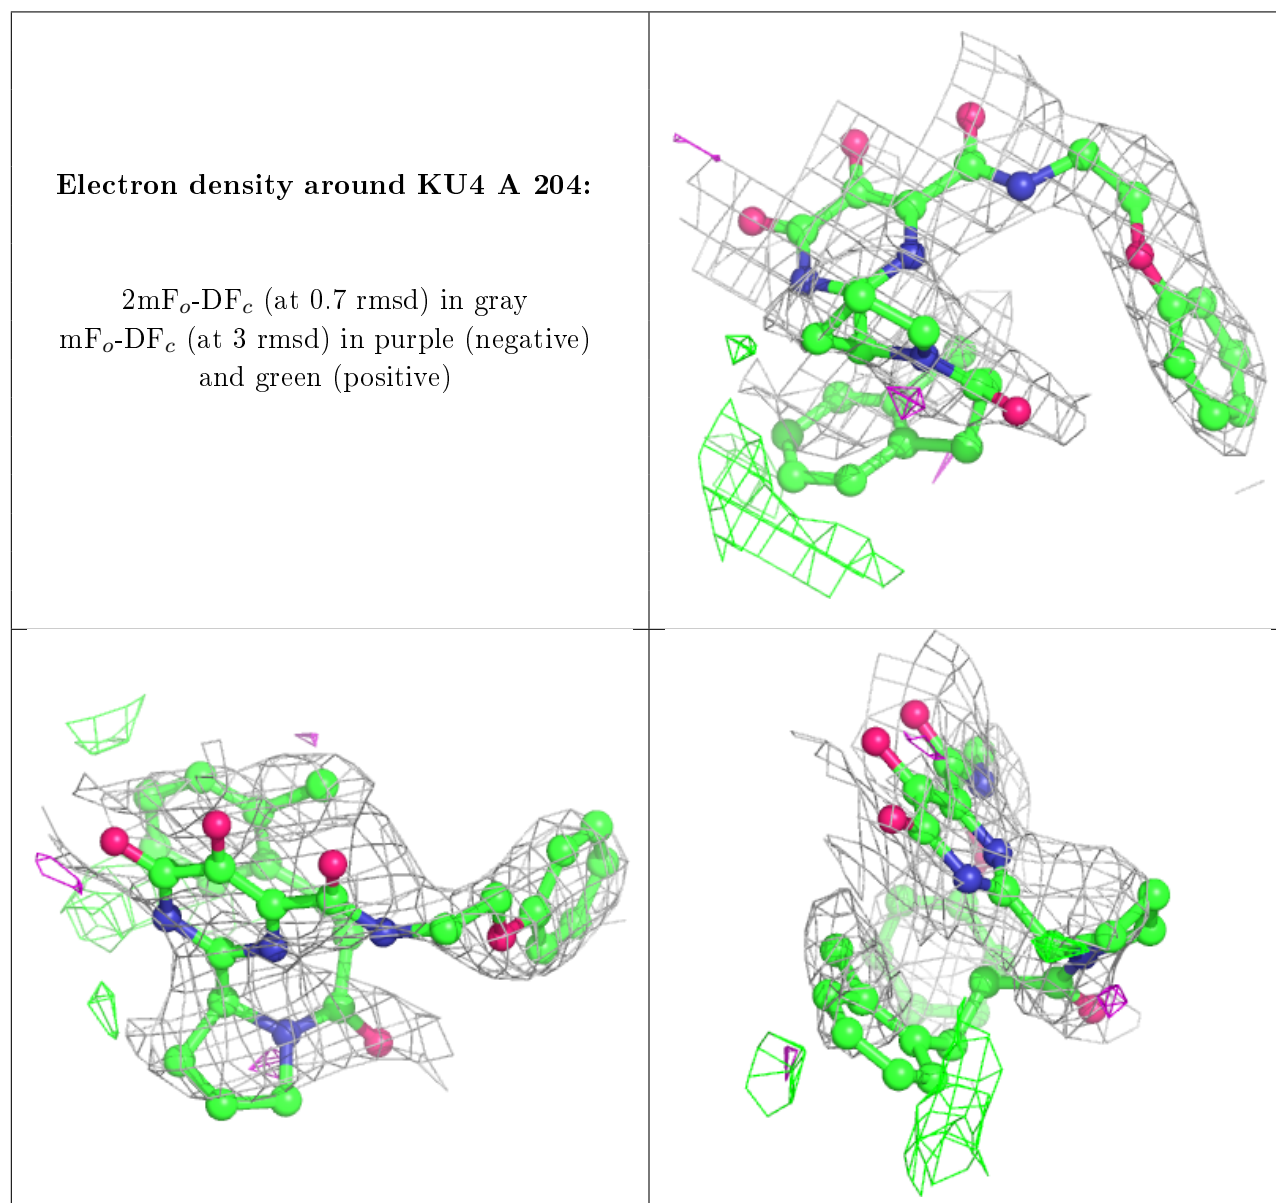 Electron density around KU4 A 204:
2mFo-DFc (at 0.7 rmsd) in gray
mFo-DFc (at 3 rmsd) in purple (negative)
and green (positive)